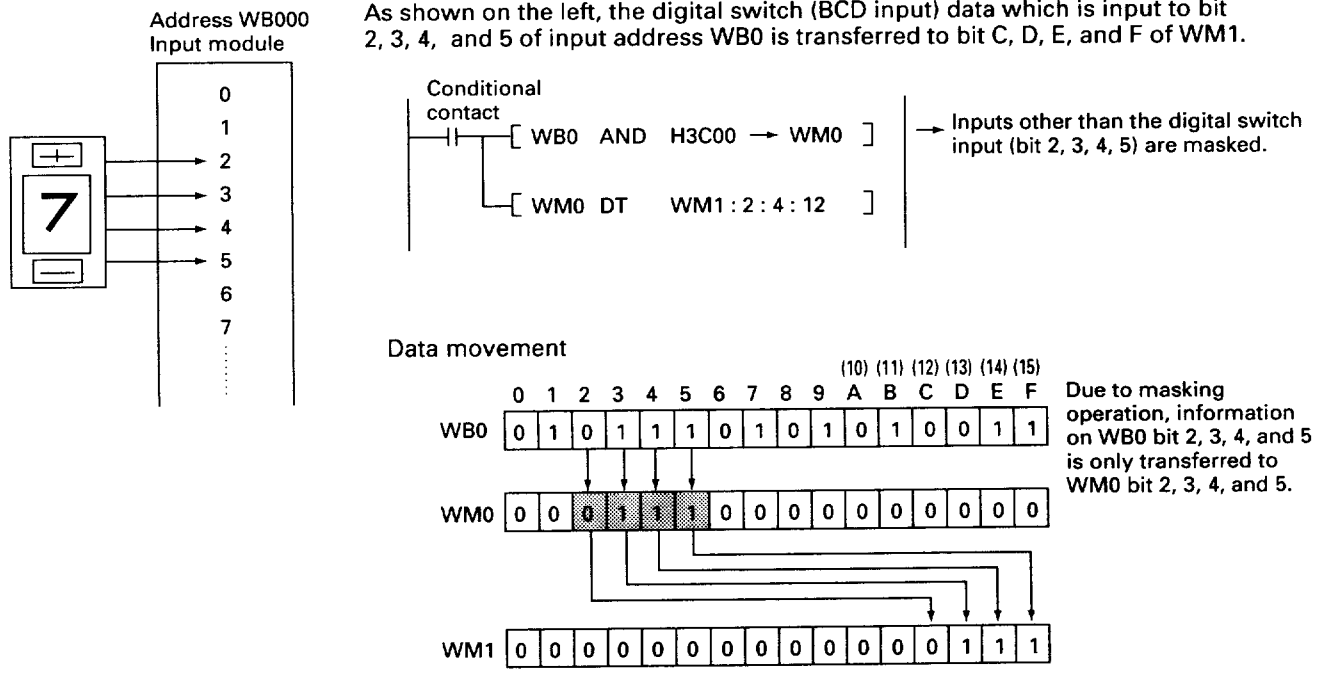 Address WB000
Input module
0
1
2
3
4
5
6
7
7
As shown on the left, the digital switch (BCD input) data which is input to bit
2, 3, 4, and 5 of input address WB0 is transferred to bit C, D, E, and F of WM1.
Conditional
contact
[ WB0 AND H3C00 → WM0 ]
→ Inputs other than the digital switch
input (bit 2, 3, 4, 5) are masked.
[ WM0 DT WM1 : 2 : 4 : 12 ]
Data movement
(10) (11) (12) (13) (14) (15)
0 1 2 3 4 5 6 7 8 9 A B C D E F
WB0 0 1 0 1 1 1 0 1 0 1 0 1 0 0 1 1
Due to masking
operation, information
on WB0 bit 2, 3, 4, and 5
is only transferred to
WM0 bit 2, 3, 4, and 5.
WM0 0 0 0 1 1 1 0 0 0 0 0 0 0 0 0 0
WM1 0 0 0 0 0 0 0 0 0 0 0 0 0 1 1 1